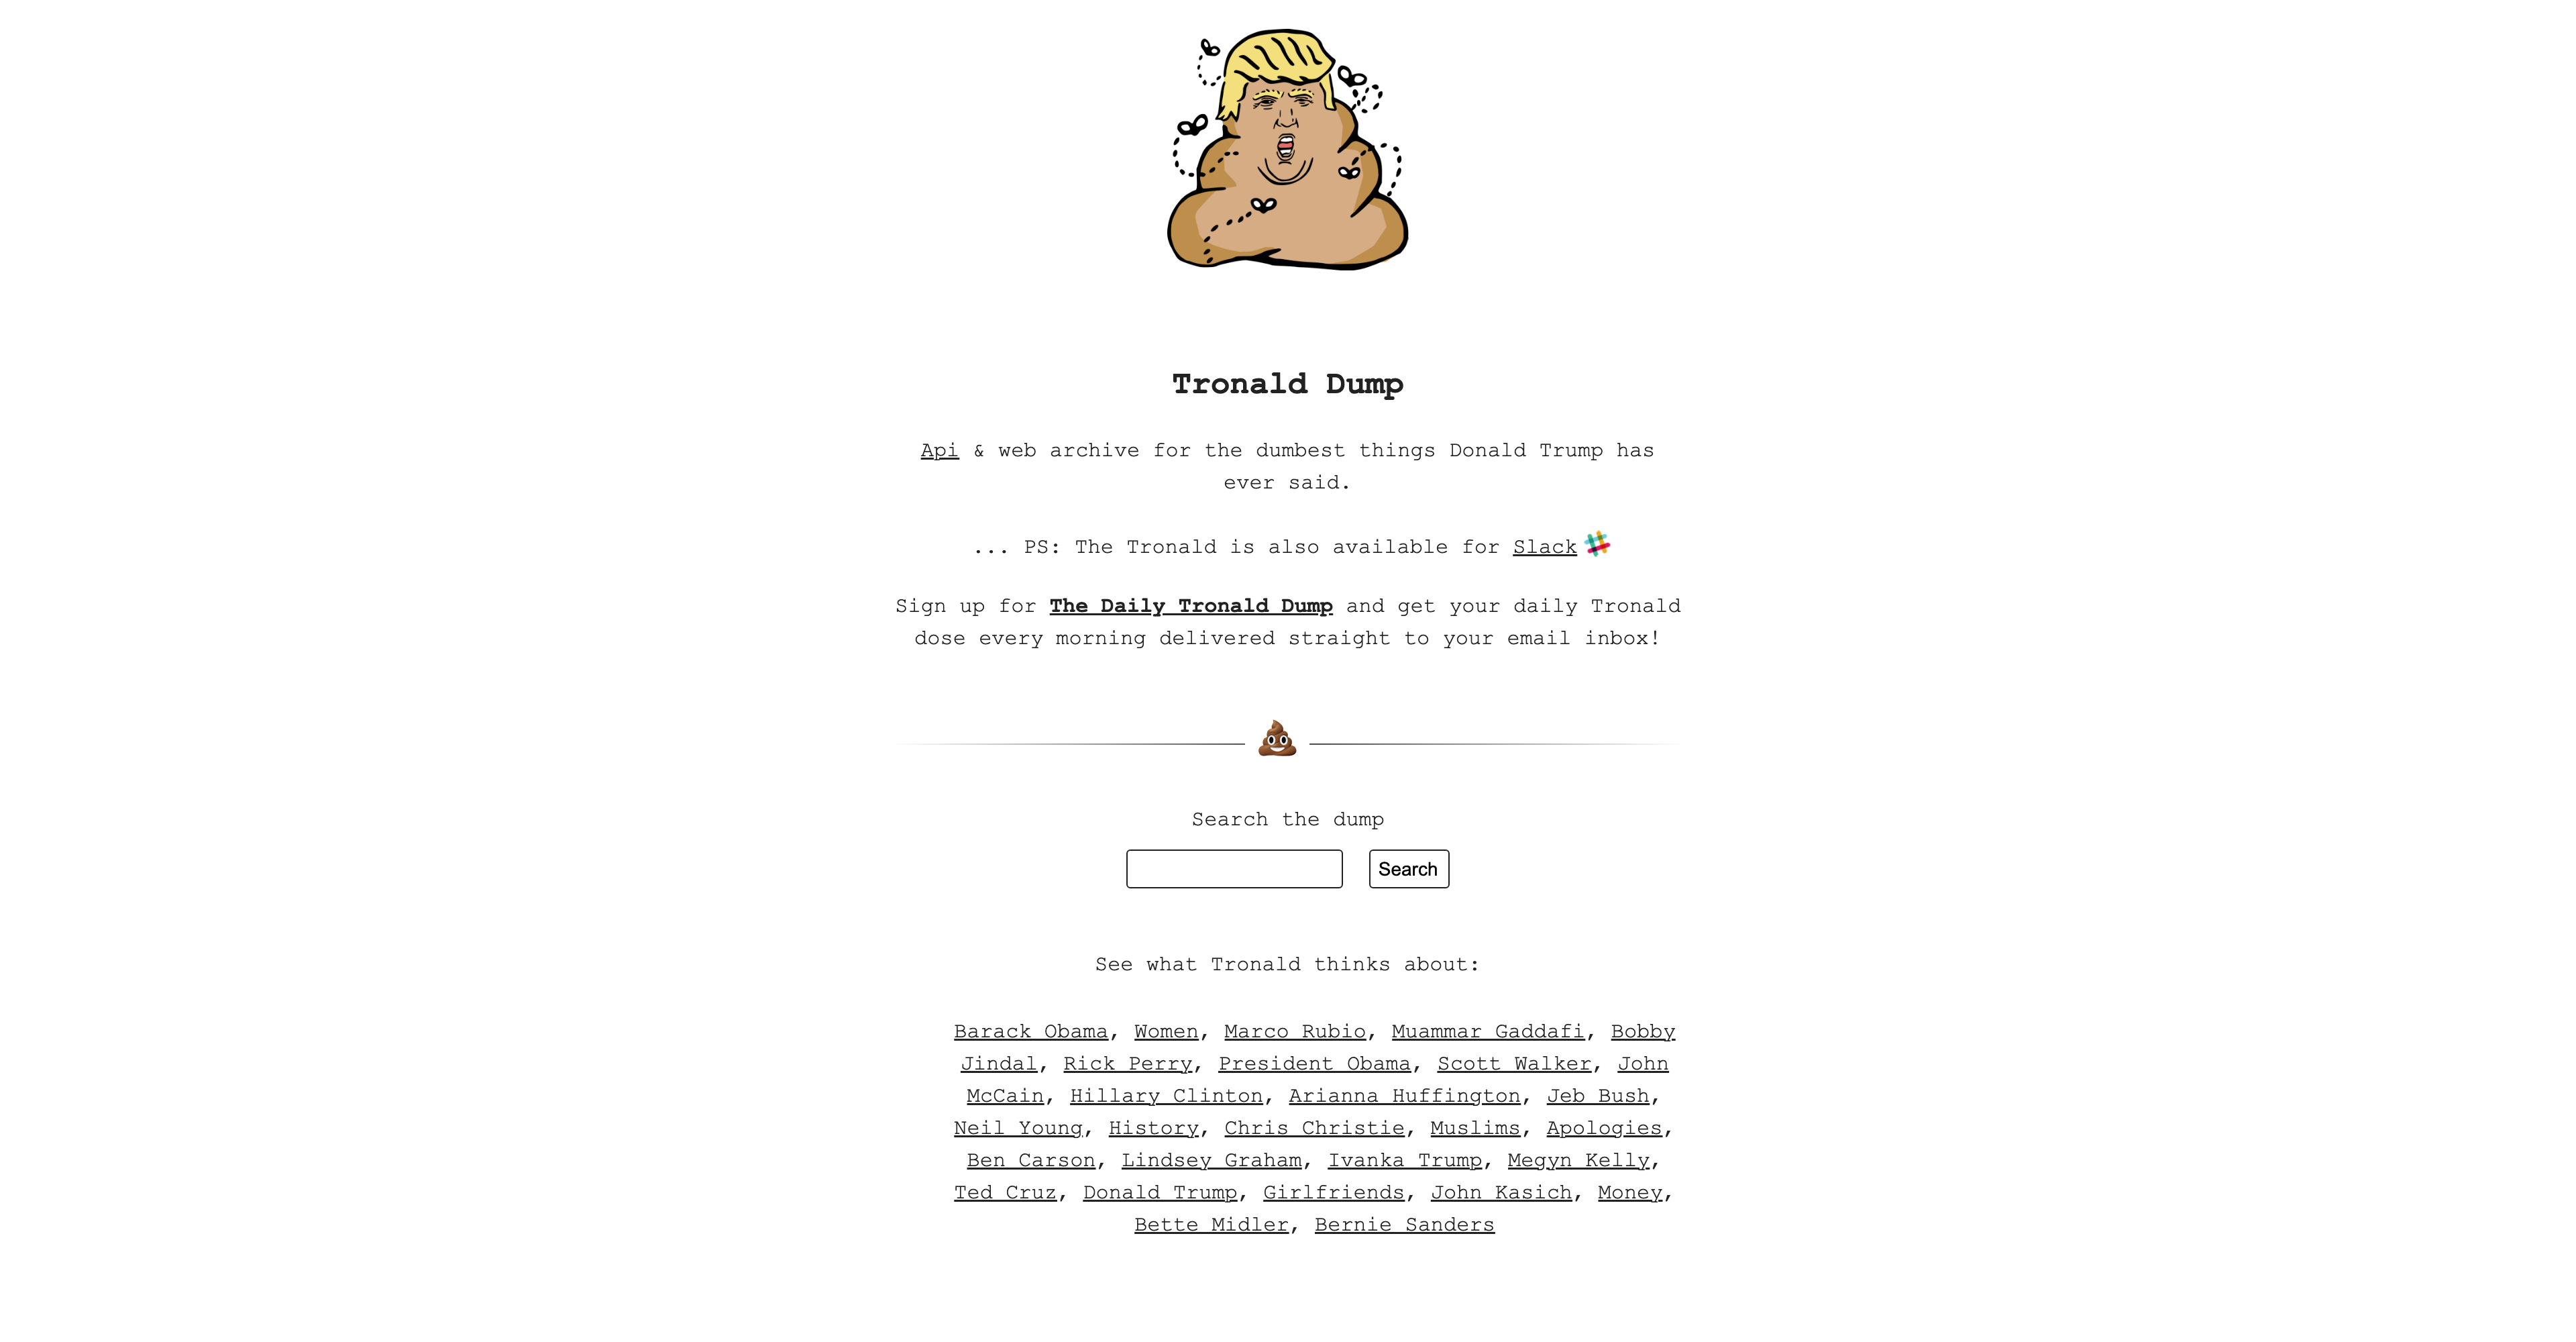 Tronald Dump
Api & web archive for the dumbest things Donald Trump has
ever said.
... PS: The Tronald is also available for Slack
Sign up for The Daily Tronald Dump and get your daily Tronald
dose every morning delivered straight to your email inbox!
Search the dump
Search
See what Tronald thinks about:
Barack Obama, Women, Marco Rubio, Muammar Gaddafi, Bobby
Jindal, Rick Perry, President Obama, Scott Walker, John
McCain, Hillary Clinton, Arianna Huffington, Jeb Bush,
Neil Young, History, Chris Christie, Muslims, Apologies,
Ben Carson, Lindsey Graham, Ivanka Trump, Megyn Kelly,
Ted Cruz, Donald Trump, Girlfriends, John Kasich, Money,
Bette Midler, Bernie Sanders